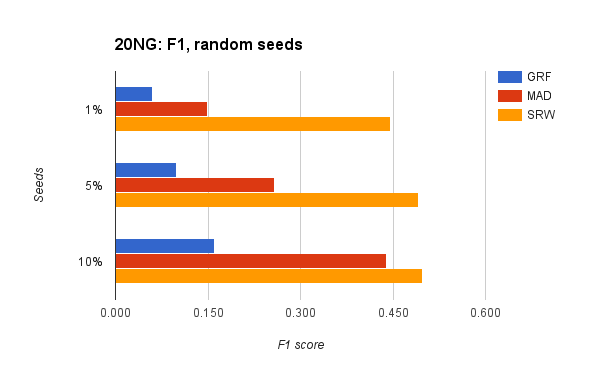 20NG: F1, random seeds
GRF
MAD
SRW
1%
5%
10%
Seeds
0.000 0.150 0.300 0.450 0.600
F1 score